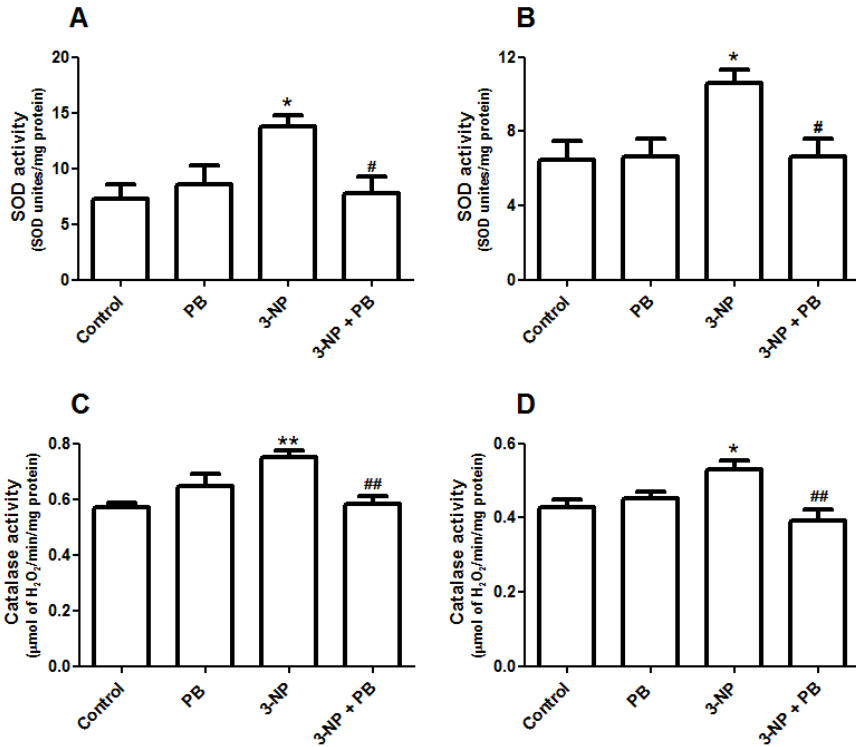 A
SOD activity
(SOD unites/mg protein)
20
15
10
5
0
*
#
Control
PB
3-NP
3-NP + PB
B
SOD activity
(SOD unites/mg protein)
12
9
6
3
0
*
#
Control
PB
3-NP
3-NP + PB
C
Catalase activity
(µmol of H₂O₂/min/mg protein)
0.8
0.6
0.4
0.2
0.0
**
##
Control
PB
3-NP
3-NP + PB
D
Catalase activity
(µmol of H₂O₂/min/mg protein)
0.6
0.4
0.2
0.0
*
##
Control
PB
3-NP
3-NP + PB